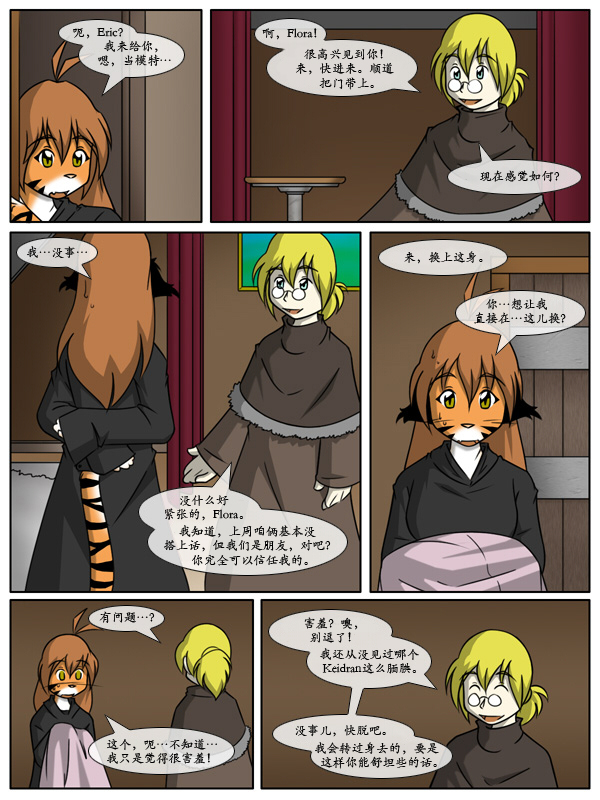 呃，Eric？
我来给你，
嗯，当模特…
啊，Flora！
很高兴见到你！
来，快进来。顺道
把门带上。
现在感觉如何？
我…没事…
没什么好
紧张的，Flora。
我知道，上周咱俩基本没
搭上话，但我们是朋友，对吧？
你完全可以信任我的。
来，换上这身。
你…想让我
直接在…这儿换？
有问题…？
这个，呃…不知道…
我只是觉得很害羞！
害羞？噢，
别逗了！
我还从没见过哪个
Keidran这么腼腆。
没事儿，快脱吧。
我会转过身去的，要是
这样你能舒坦些的话。